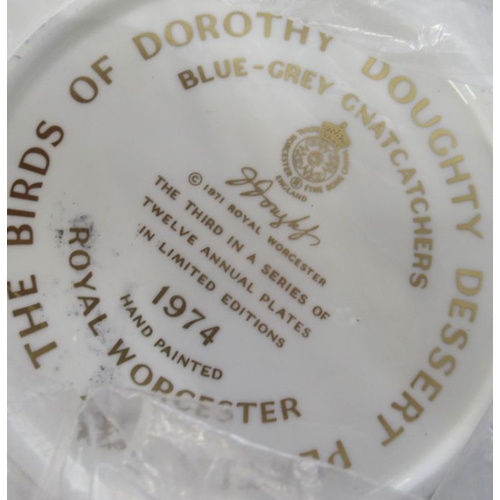 THE BIRDS OF DOROTHY DOUGHTY DESSERT
BLUE-GREY GNATCATCHERS
ENGLAND
© 1971 ROYAL WORCESTER
THE THIRD IN A SERIES OF
TWELVE ANNUAL PLATES
IN LIMITED EDITIONS
1974
HAND PAINTED
ROYAL WORCESTER